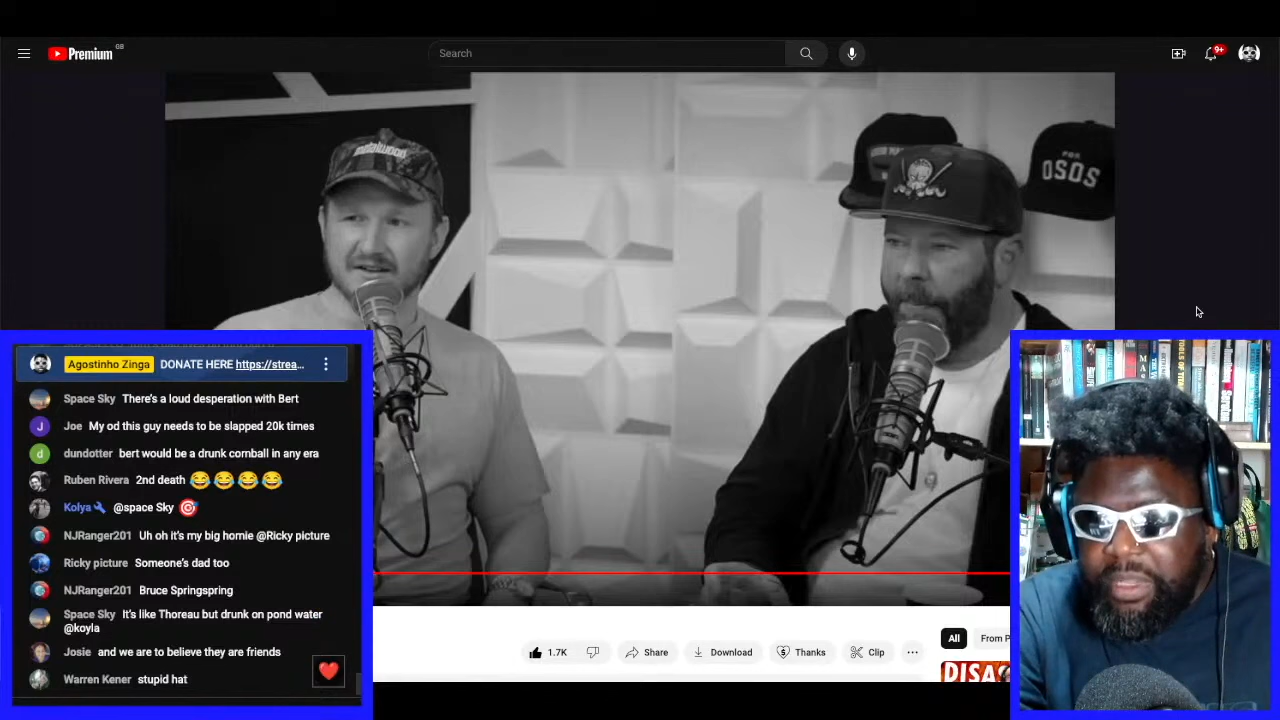 Premium GB
Search
9+
metalwood
FOR
OSOS
Agostinho Zinga DONATE HERE https://strea...
Space Sky There's a loud desperation with Bert
Joe My od this guy needs to be slapped 20k times
dundotter bert would be a drunk cornball in any era
Ruben Rivera 2nd death 😂😂😂😂
Kolya @space Sky 🎯
NJRanger201 Uh oh it's my big homie @Ricky picture
Ricky picture Someone's dad too
NJRanger201 Bruce Springspring
Space Sky It's like Thoreau but drunk on pond water
@koyla
Josie and we are to believe they are friends
Warren Kener stupid hat
1.7K Share Download Thanks Clip ...
All From P
DISA